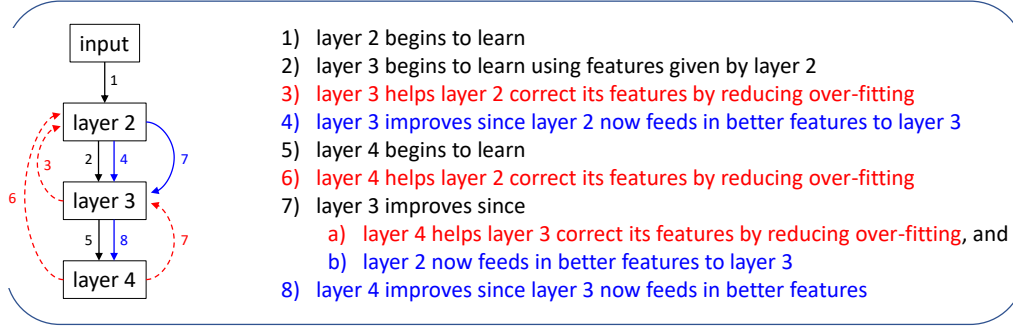 input
1
layer 2
3
2
4
7
6
layer 3
5
8
7
layer 4
1) layer 2 begins to learn
2) layer 3 begins to learn using features given by layer 2
3) layer 3 helps layer 2 correct its features by reducing over-fitting
4) layer 3 improves since layer 2 now feeds in better features to layer 3
5) layer 4 begins to learn
6) layer 4 helps layer 2 correct its features by reducing over-fitting
7) layer 3 improves since
a) layer 4 helps layer 3 correct its features by reducing over-fitting, and
b) layer 2 now feeds in better features to layer 3
8) layer 4 improves since layer 3 now feeds in better features